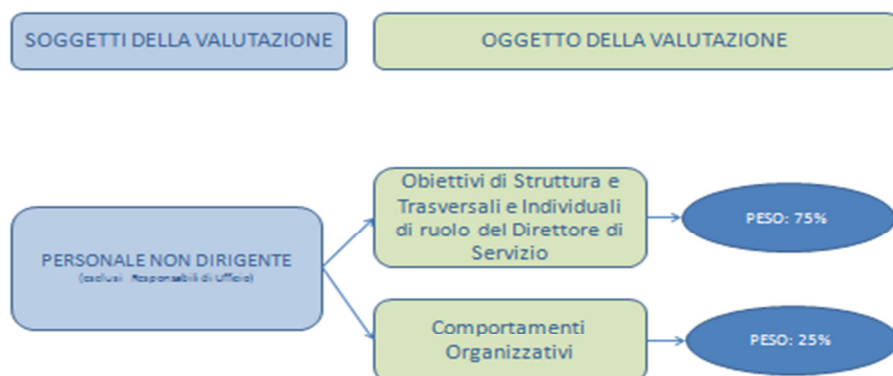 SOGGETTI DELLA VALUTAZIONE
OGGETTO DELLA VALUTAZIONE
PERSONALE NON DIRIGENTE
(esclusi Responsabili di Ufficio)
Obiettivi di Struttura e
Trasversali e Individuali
di ruolo del Direttore di
Servizio
PESO: 75%
Comportamenti
Organizzativi
PESO: 25%